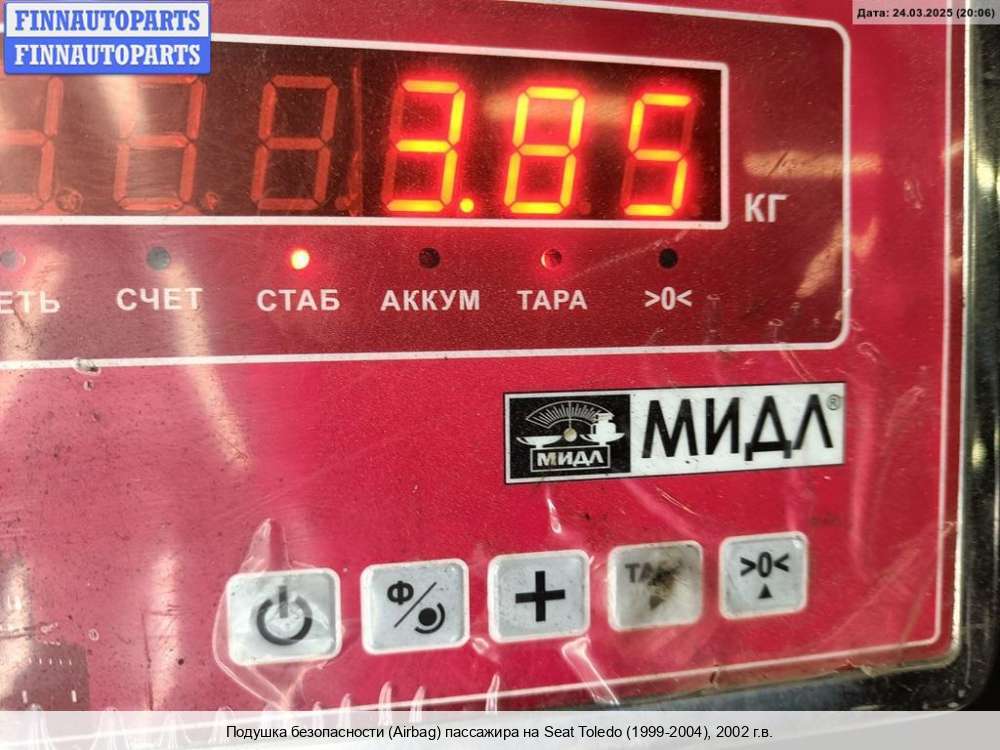 FINNAUTOPARTS
FINNAUTOPARTS
Дата: 24.03.2025 (20:06)
3.85
КГ
ЕТЬ СЧЕТ СТАБ АККУМ ТАРА >0<
МИДЛ МИДЛ®
Ф/ + >0<
Подушка безопасности (Airbag) пассажира на Seat Toledo (1999-2004), 2002 г.в.